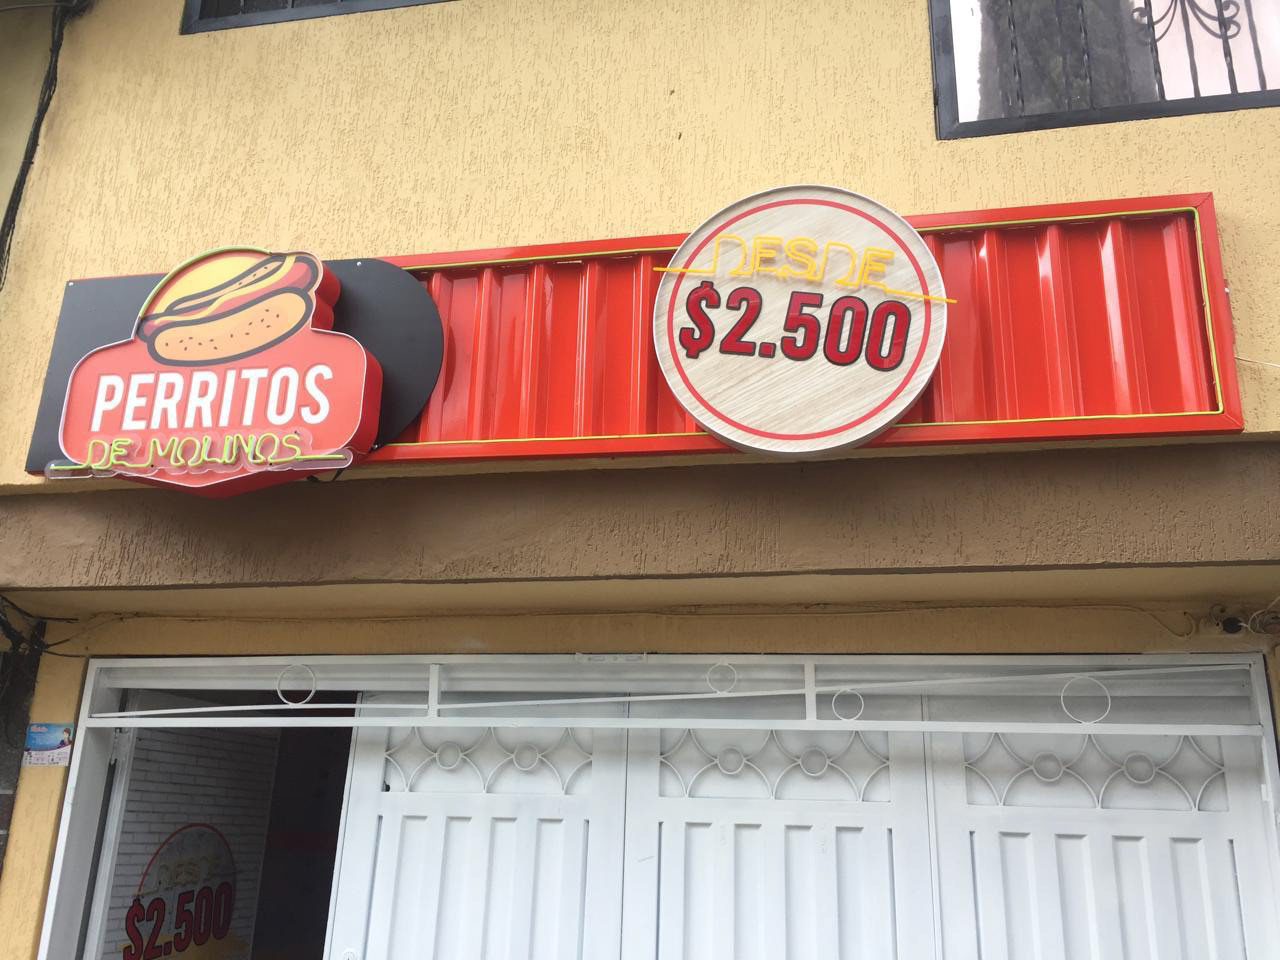 PERRITOS
DE MOLINOS
DESDE
$2.500
DESDE
$2.500